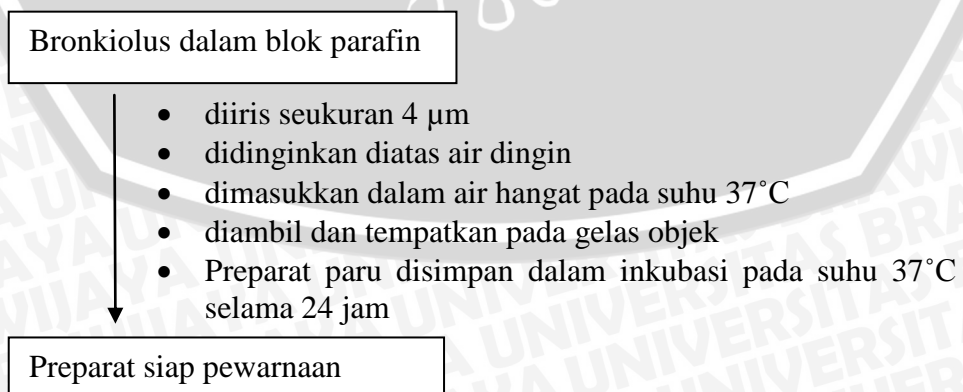 Bronkiolus dalam blok parafin
• diiris seukuran 4 µm
• didinginkan diatas air dingin
• dimasukkan dalam air hangat pada suhu 37˚C
• diambil dan tempatkan pada gelas objek
• Preparat paru disimpan dalam inkubasi pada suhu 37˚C
selama 24 jam
Preparat siap pewarnaan